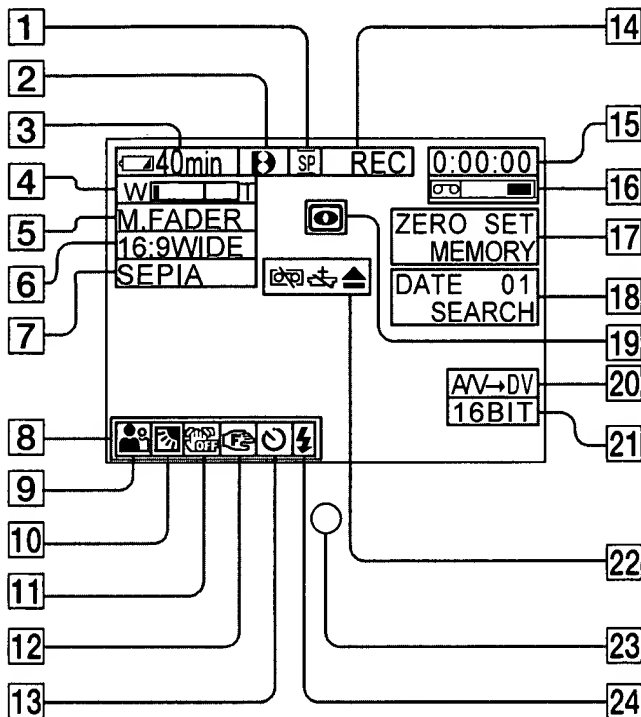 1
2
3
4
5
6
7
8
9
10
11
12
13
14
15
16
17
18
19
20
21
22
23
24
40min SP REC 0:00:00
W T
M.FADER
16:9WIDE
SEPIA
ZERO SET
MEMORY
DATE 01
SEARCH
A/V→DV
16BIT
OFF
F